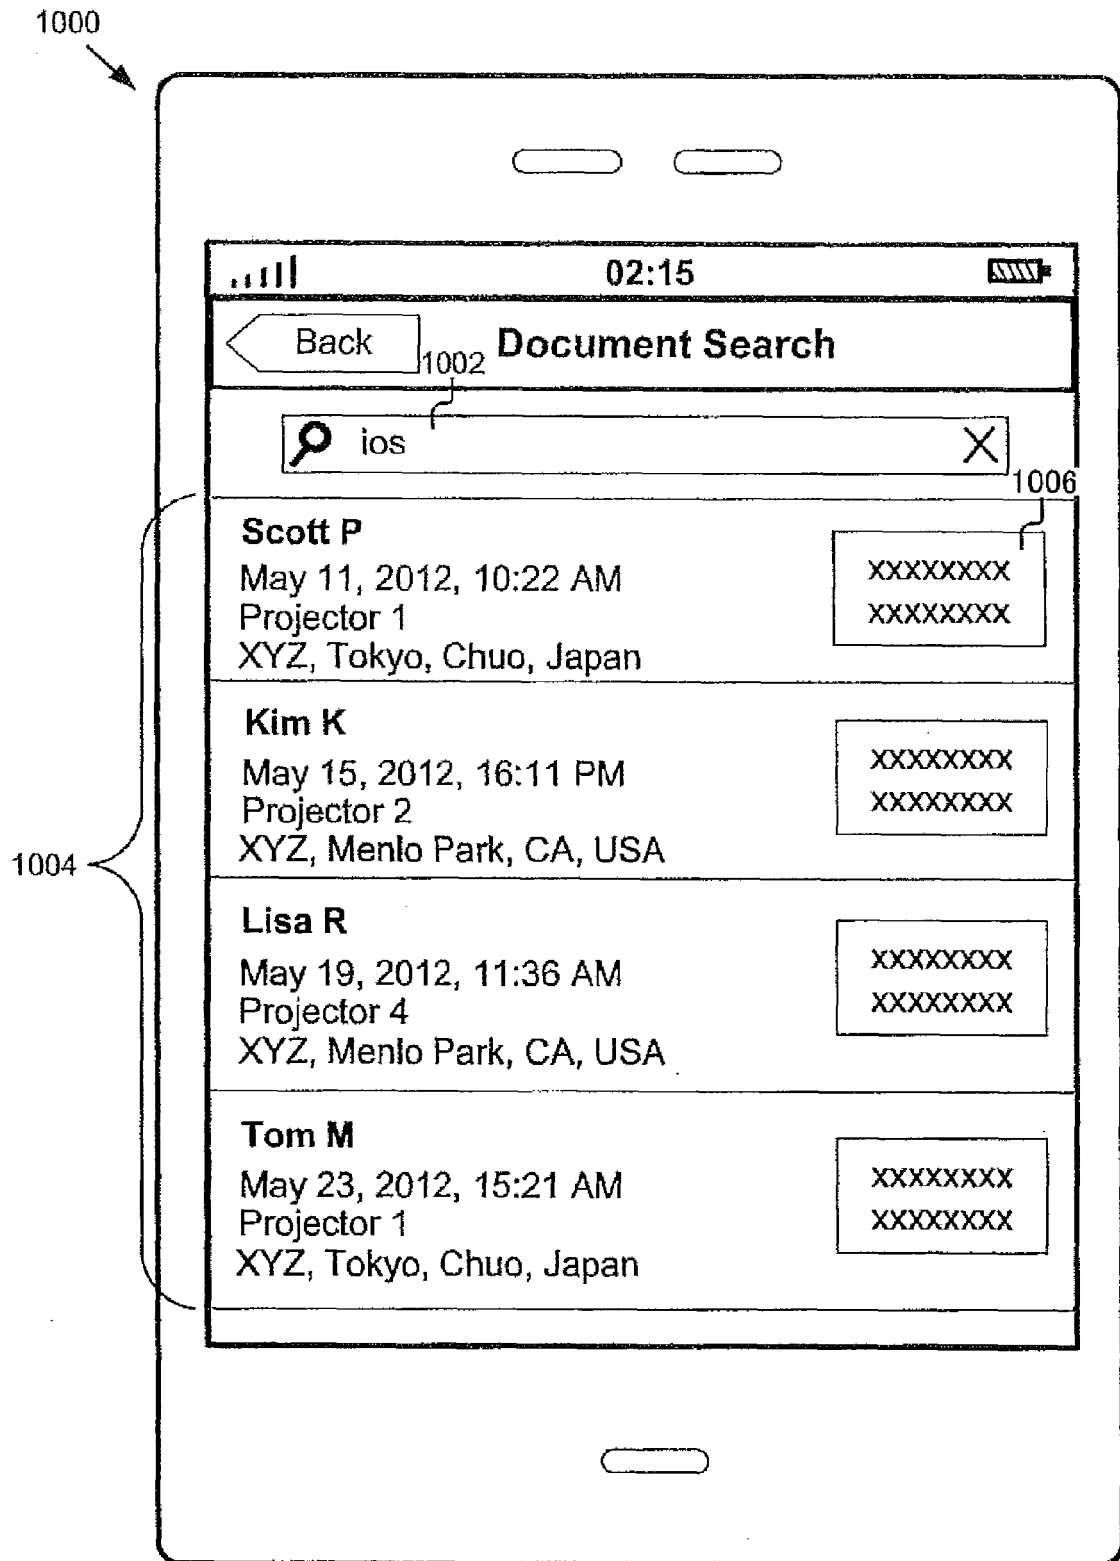 1000
02:15
Back
Document Search
1002
ios
X
1006
Scott P
May 11, 2012, 10:22 AM
Projector 1
XYZ, Tokyo, Chuo, Japan
XXXXXXXX
XXXXXXXX
Kim K
May 15, 2012, 16:11 PM
Projector 2
XYZ, Menlo Park, CA, USA
XXXXXXXX
XXXXXXXX
1004
Lisa R
May 19, 2012, 11:36 AM
Projector 4
XYZ, Menlo Park, CA, USA
XXXXXXXX
XXXXXXXX
Tom M
May 23, 2012, 15:21 AM
Projector 1
XYZ, Tokyo, Chuo, Japan
XXXXXXXX
XXXXXXXX